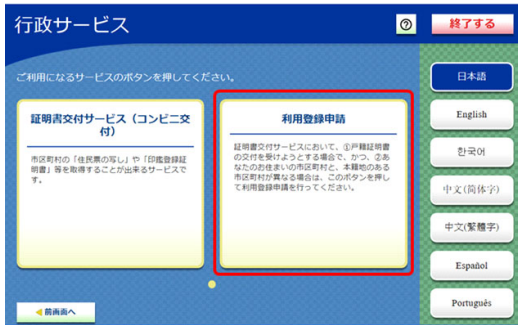 行政サービス
?
終了する
ご利用になるサービスのボタンを押してください。
証明書交付サービス（コンビニ交
付）
市区町村の「住民票の写し」や「印鑑登録証
明書」等を取得することが出来るサービスで
す。
利用登録申請
証明書交付サービスにおいて、①戸籍証明書
の交付を受けようとする場合で、かつ、②あ
なたのお住まいの市区町村と、本籍地のある
市区町村が異なる場合は、このボタンを押し
て利用登録申請を行ってください。
日本語
English
한국어
中文(简体字)
中文(繁體字)
Español
Português
前画面へ